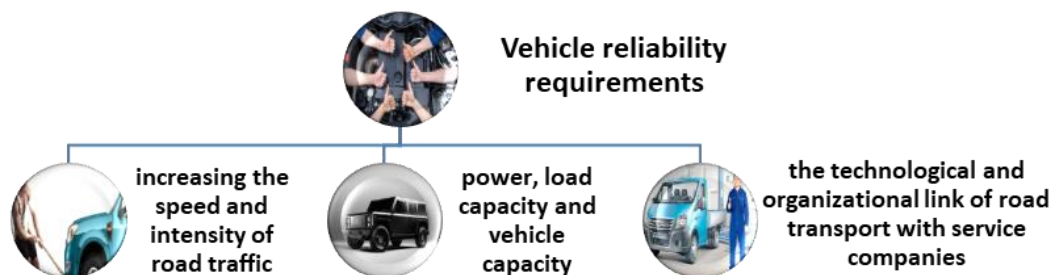 Vehicle reliability
requirements
increasing the
speed and
intensity of
road traffic
power, load
capacity and
vehicle
capacity
the technological and
organizational link of road
transport with service
companies